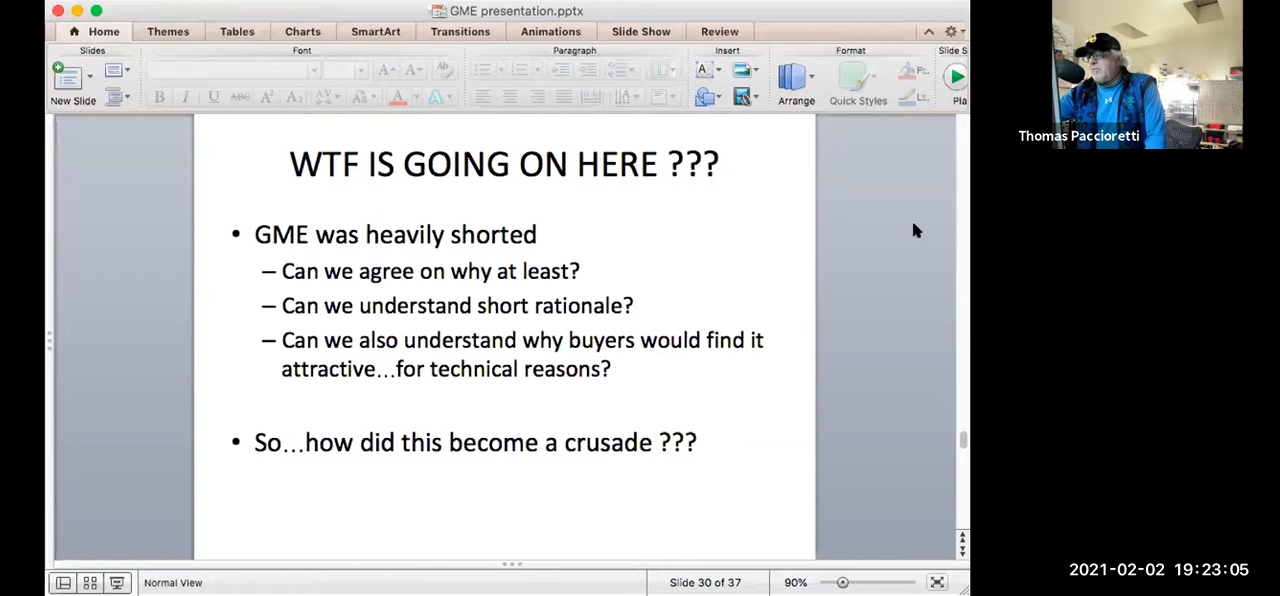 GME presentation.pptx
Home Themes Tables Charts SmartArt Transitions Animations Slide Show Review
Slides Font Paragraph Insert Format Slide S
New Slide Arrange Quick Styles Pla
WTF IS GOING ON HERE ???
• GME was heavily shorted
– Can we agree on why at least?
– Can we understand short rationale?
– Can we also understand why buyers would find it
attractive…for technical reasons?
• So…how did this become a crusade ???
Normal View Slide 30 of 37 90%
Thomas Paccioretti
2021-02-02 19:23:05